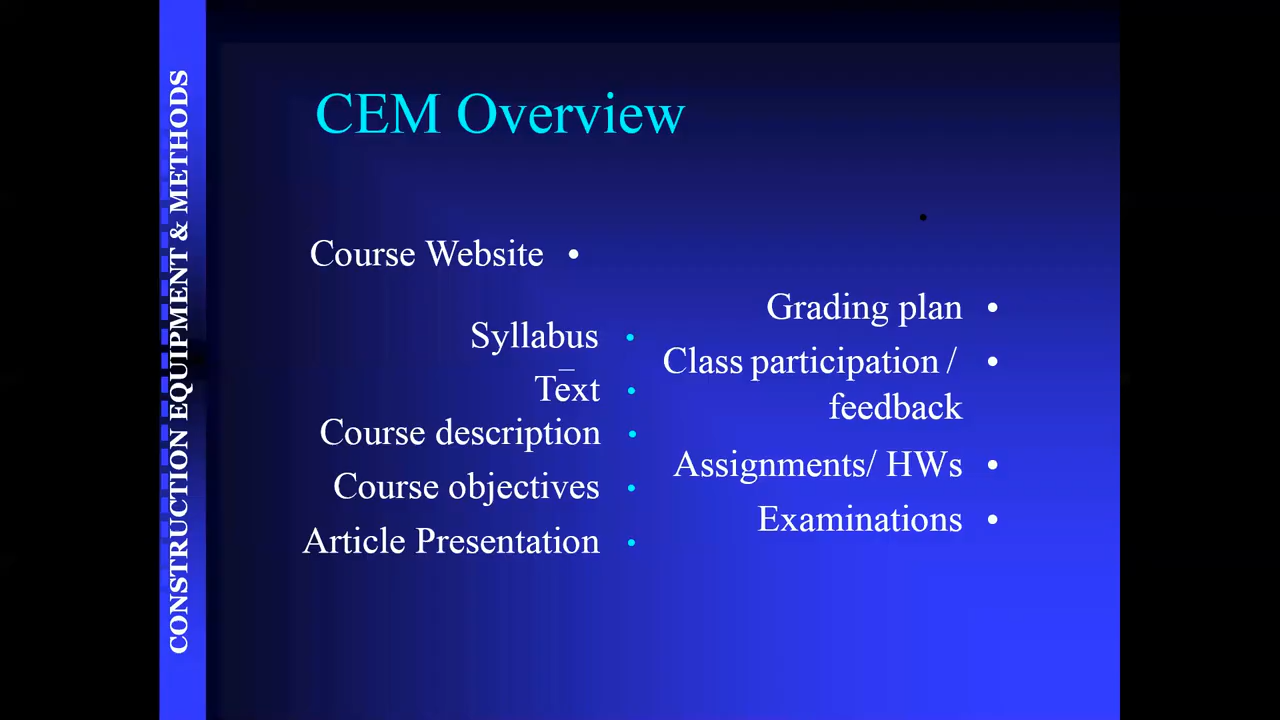 CONSTRUCTION EQUIPMENT & METHODS
CEM Overview
Course Website •
Syllabus •
Text •
Course description •
Course objectives •
Article Presentation •
Grading plan •
Class participation / •
feedback
Assignments/ HWs •
Examinations •